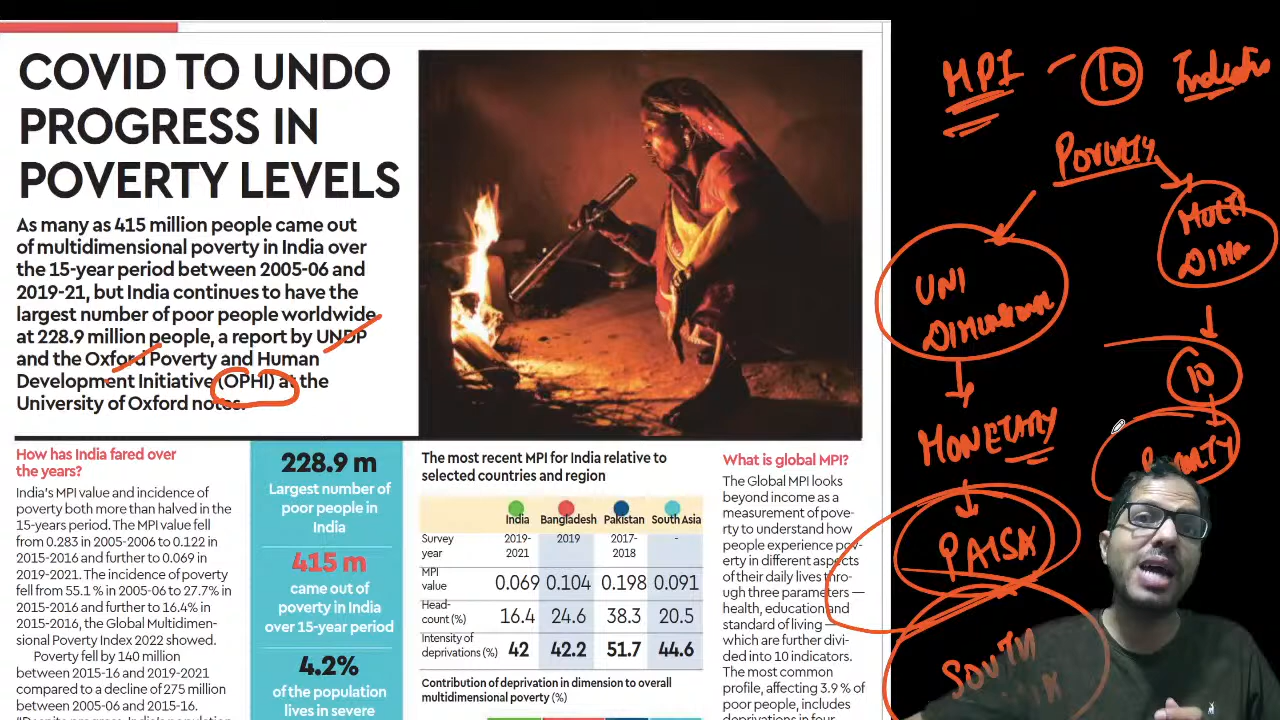 COVID TO UNDO
PROGRESS IN
POVERTY LEVELS
As many as 415 million people came out
of multidimensional poverty in India over
the 15-year period between 2005-06 and
2019-21, but India continues to have the
largest number of poor people worldwide
at 228.9 million people, a report by UNDP
and the Oxford Poverty and Human
Development Initiative (OPHI) at the
University of Oxford notes.
How has India fared over
the years?
India's MPI value and incidence of
poverty both more than halved in the
15-years period. The MPI value fell
from 0.283 in 2005-2006 to 0.122 in
2015-2016 and further to 0.069 in
2019-2021. The incidence of poverty
fell from 55.1 % in 2005-06 to 27.7% in
2015-2016 and further to 16.4% in
2015-2016, the Global Multidimen-
sional Poverty Index 2022 showed.
Poverty fell by 140 million
between 2015-16 and 2019-2021
compared to a decline of 275 million
between 2005-06 and 2015-16.
228.9 m
Largest number of
poor people in
India
415 m
came out of
poverty in India
over 15-year period
4.2%
of the population
lives in severe
The most recent MPI for India relative to
selected countries and region
India Bangladesh Pakistan South Asia
Survey year 2019-2021 2019 2017-2018 -
MPI value 0.069 0.104 0.198 0.091
Head-count (%) 16.4 24.6 38.3 20.5
Intensity of deprivations (%) 42 42.2 51.7 44.6
Contribution of deprivation in dimension to overall
multidimensional poverty (%)
What is global MPI?
The Global MPI looks
beyond income as a
measurement of pove-
rty to understand how
people experience pov-
erty in different aspects
of their daily lives thro-
ugh three parameters —
health, education and
standard of living —
which are further divi-
ded into 10 indicators.
The most common
profile, affecting 3.9 % of
poor people, includes
deprivations in four
MPI - 10
POVERTY
UNI
MULTI
10
MONETARY
POVERTY
PAISA
SOUTH